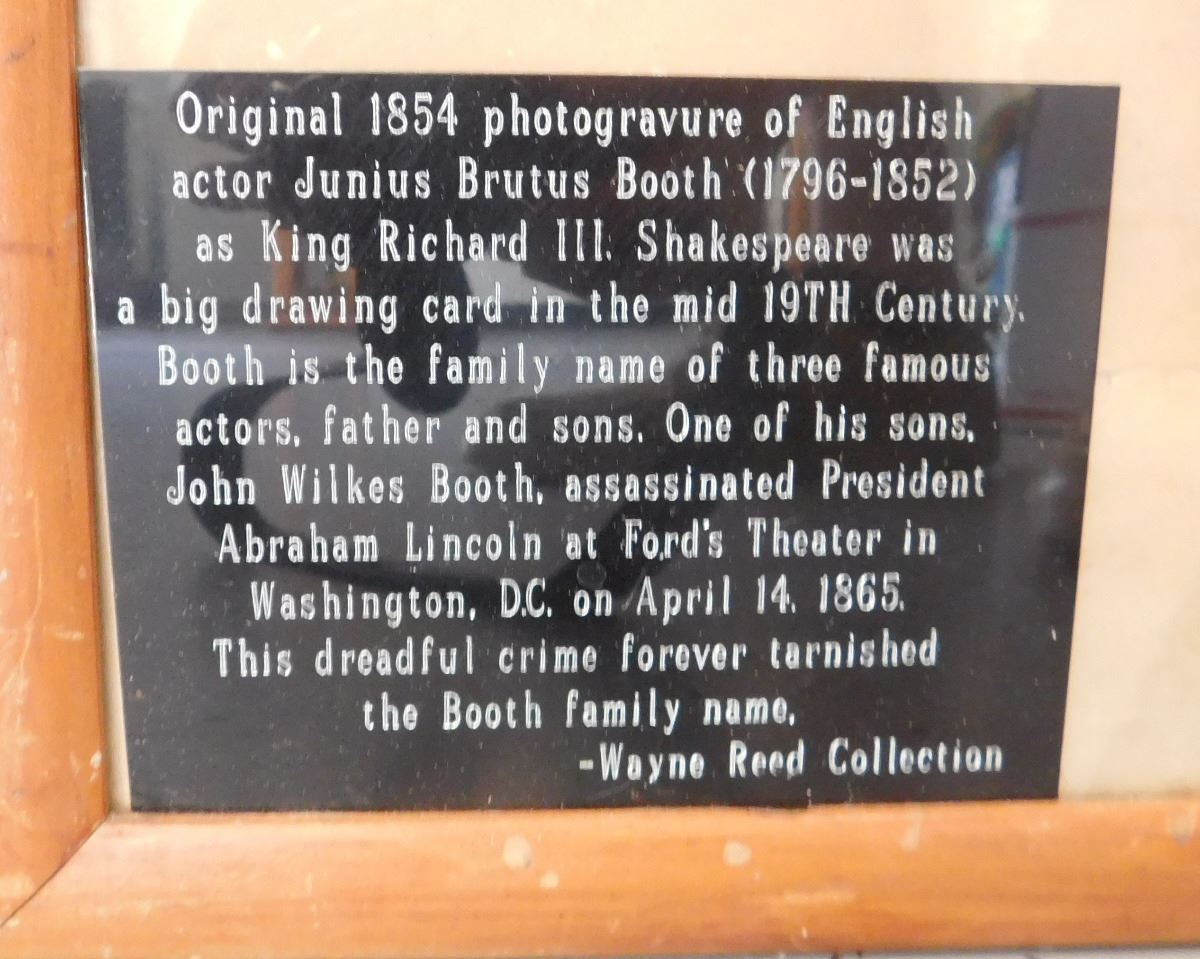 Original 1854 photogravure of English
actor Junius Brutus Booth (1796-1852)
as King Richard III. Shakespeare was
a big drawing card in the mid 19TH Century.
Booth is the family name of three famous
actors, father and sons. One of his sons,
John Wilkes Booth, assassinated President
Abraham Lincoln at Ford's Theater in
Washington, D.C. on April 14, 1865.
This dreadful crime forever tarnished
the Booth family name.
-Wayne Reed Collection